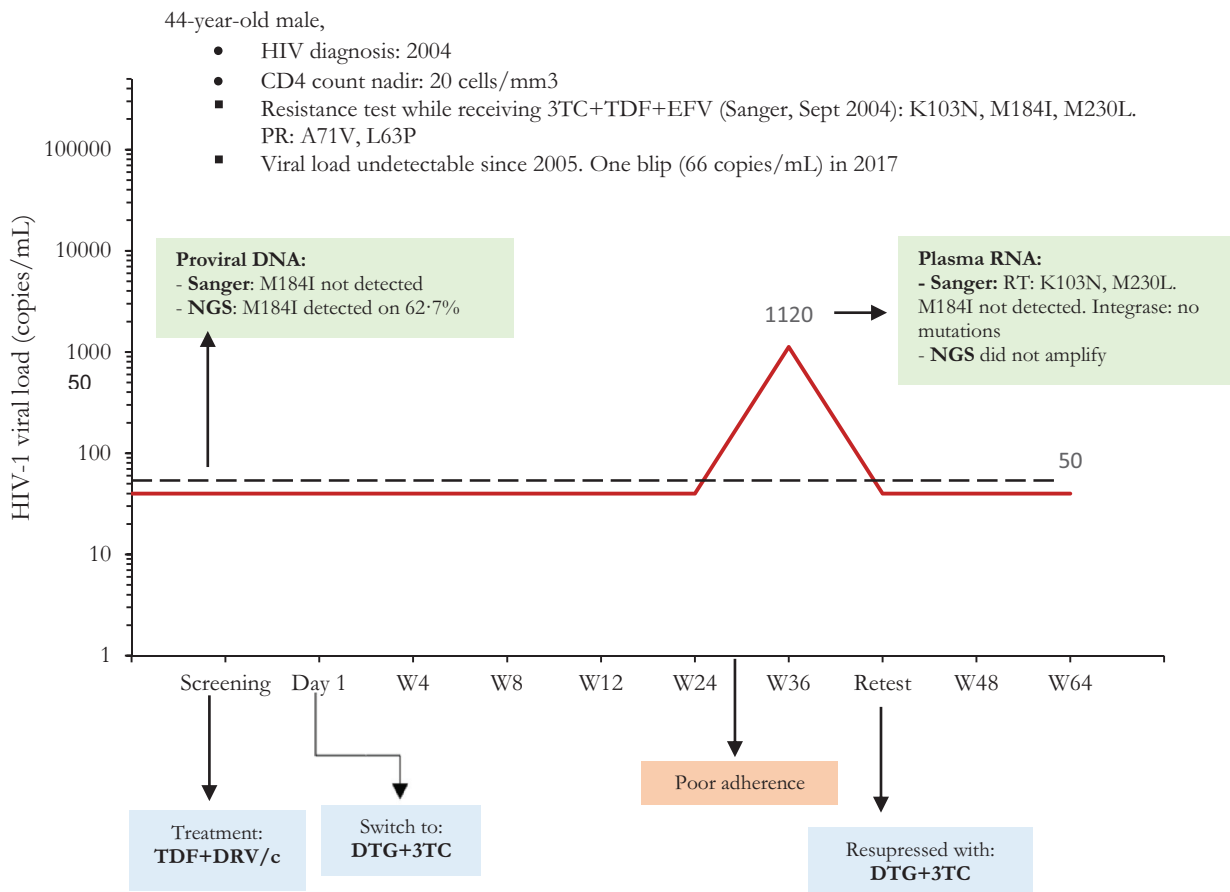 44-year-old male,
● HIV diagnosis: 2004
● CD4 count nadir: 20 cells/mm3
■ Resistance test while receiving 3TC+TDF+EFV (Sanger, Sept 2004): K103N, M184I, M230L.
PR: A71V, L63P
■ Viral load undetectable since 2005. One blip (66 copies/mL) in 2017
HIV-1 viral load (copies/mL)
100000
10000
1000
50
100
10
1
Proviral DNA:
- Sanger: M184I not detected
- NGS: M184I detected on 62·7%
1120
Plasma RNA:
- Sanger: RT: K103N, M230L.
M184I not detected. Integrase: no
mutations
- NGS did not amplify
50
Screening Day 1 W4 W8 W12 W24 W36 Retest W48 W64
Poor adherence
Treatment:
TDF+DRV/c
Switch to:
DTG+3TC
Resupressed with:
DTG+3TC